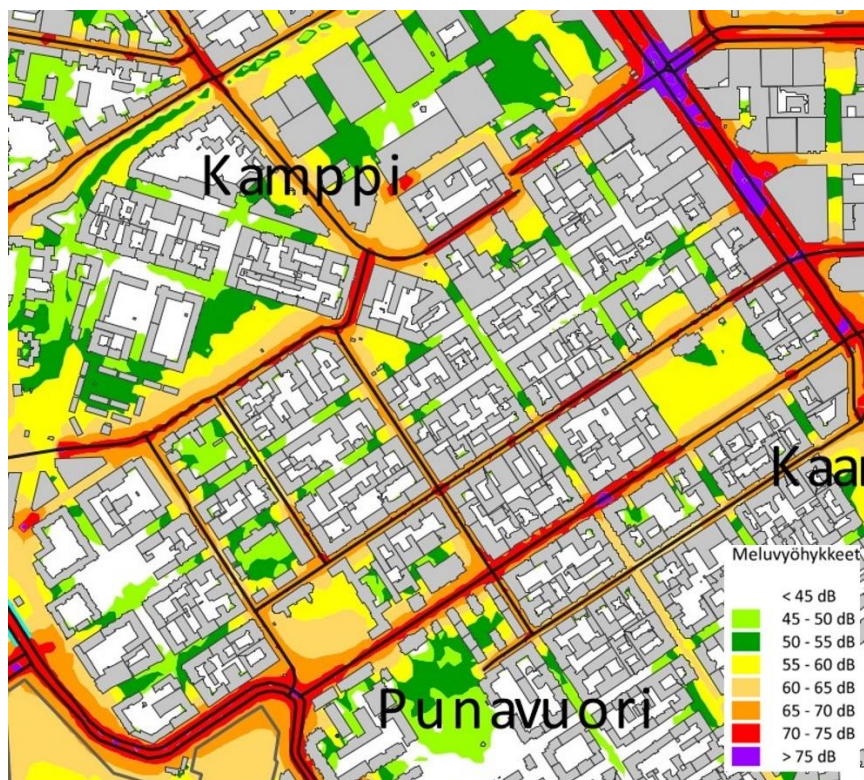 Kamppi
Kaar
Punavuori
Meluvyöhykkeet
< 45 dB
45 - 50 dB
50 - 55 dB
55 - 60 dB
60 - 65 dB
65 - 70 dB
70 - 75 dB
> 75 dB